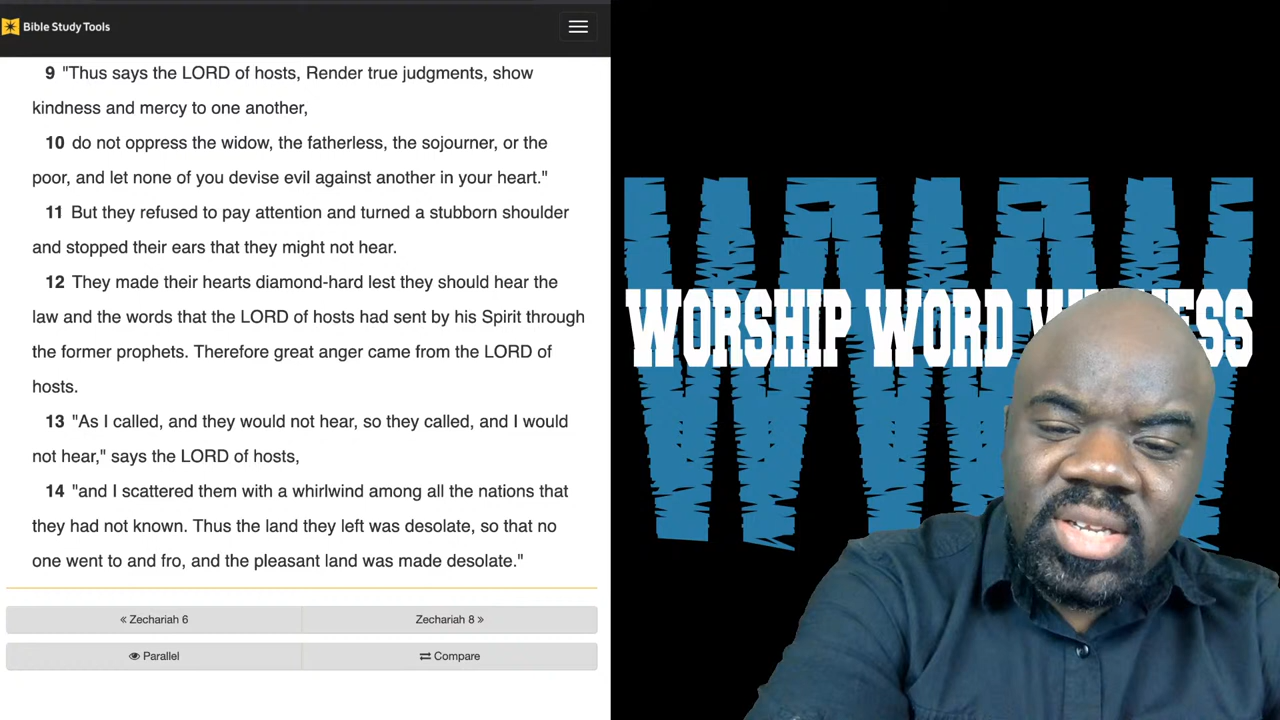 Bible Study Tools
9 "Thus says the LORD of hosts, Render true judgments, show
kindness and mercy to one another,
10 do not oppress the widow, the fatherless, the sojourner, or the
poor, and let none of you devise evil against another in your heart."
11 But they refused to pay attention and turned a stubborn shoulder
and stopped their ears that they might not hear.
12 They made their hearts diamond-hard lest they should hear the
law and the words that the LORD of hosts had sent by his Spirit through
the former prophets. Therefore great anger came from the LORD of
hosts.
13 "As I called, and they would not hear, so they called, and I would
not hear," says the LORD of hosts,
14 "and I scattered them with a whirlwind among all the nations that
they had not known. Thus the land they left was desolate, so that no
one went to and fro, and the pleasant land was made desolate."
« Zechariah 6
Zechariah 8 »
Parallel
Compare
WWW
WORSHIP WORD